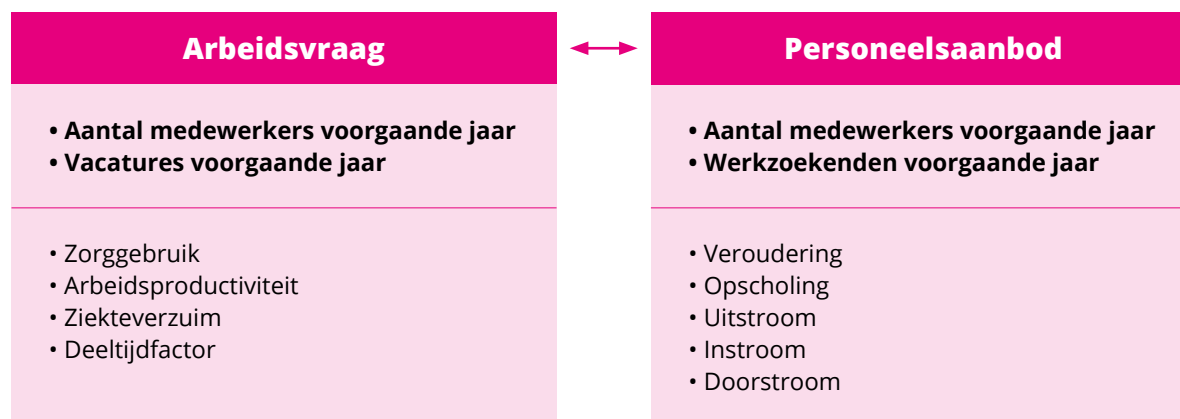 Arbeidsvraag
• Aantal medewerkers voorgaande jaar
• Vacatures voorgaande jaar
• Zorggebruik
• Arbeidsproductiviteit
• Ziekteverzuim
• Deeltijdfactor
Personeelsaanbod
• Aantal medewerkers voorgaande jaar
• Werkzoekenden voorgaande jaar
• Veroudering
• Opscholing
• Uitstroom
• Instroom
• Doorstroom